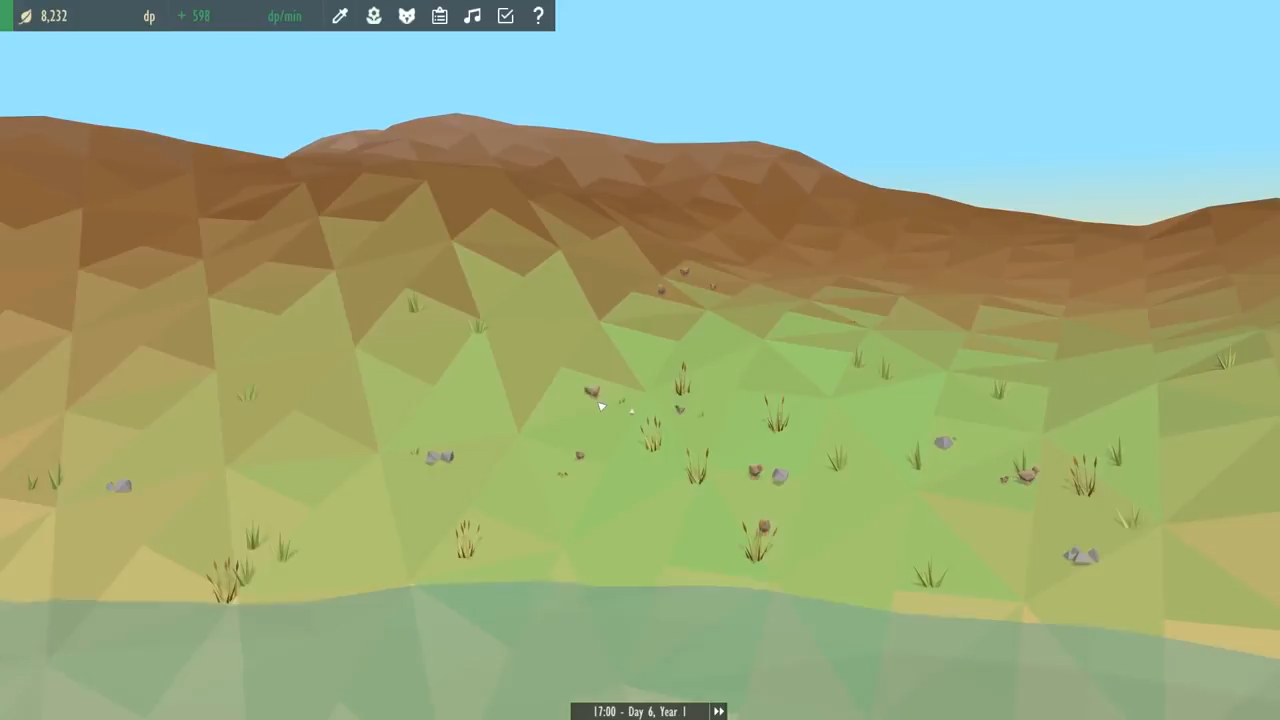 8,232 dp + 598 dp/min ?
17:00 - Day 6, Year 1